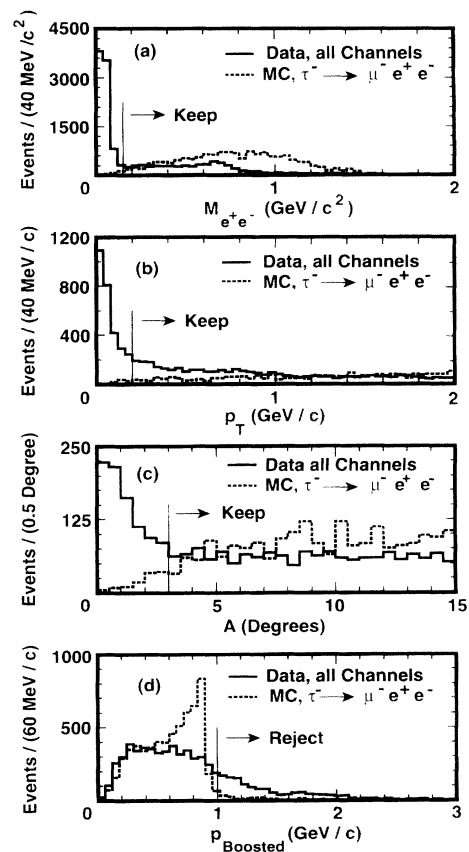 4500
3000
1500
0
Events / (40 MeV /c²)
(a)
Data, all Channels
MC, τ⁻ → μ⁻ e⁺ e⁻
→ Keep
0 1 2
M e⁺e⁻ (GeV / c²)
1200
800
400
0
Events / (40 MeV / c)
(b)
Data, all Channels
MC, τ⁻ → μ⁻ e⁺ e⁻
→ Keep
0 1 2
p T (GeV / c)
250
125
0
Events / (0.5 Degree)
(c)
Data all Channels
MC, τ⁻ → μ⁻ e⁺ e⁻
→ Keep
0 5 10 15
A (Degrees)
1000
500
0
Events / (60 MeV / c)
(d)
Data, all Channels
MC, τ⁻ → μ⁻ e⁺ e⁻
→ Reject
0 1 2 3
p Boosted (GeV / c)